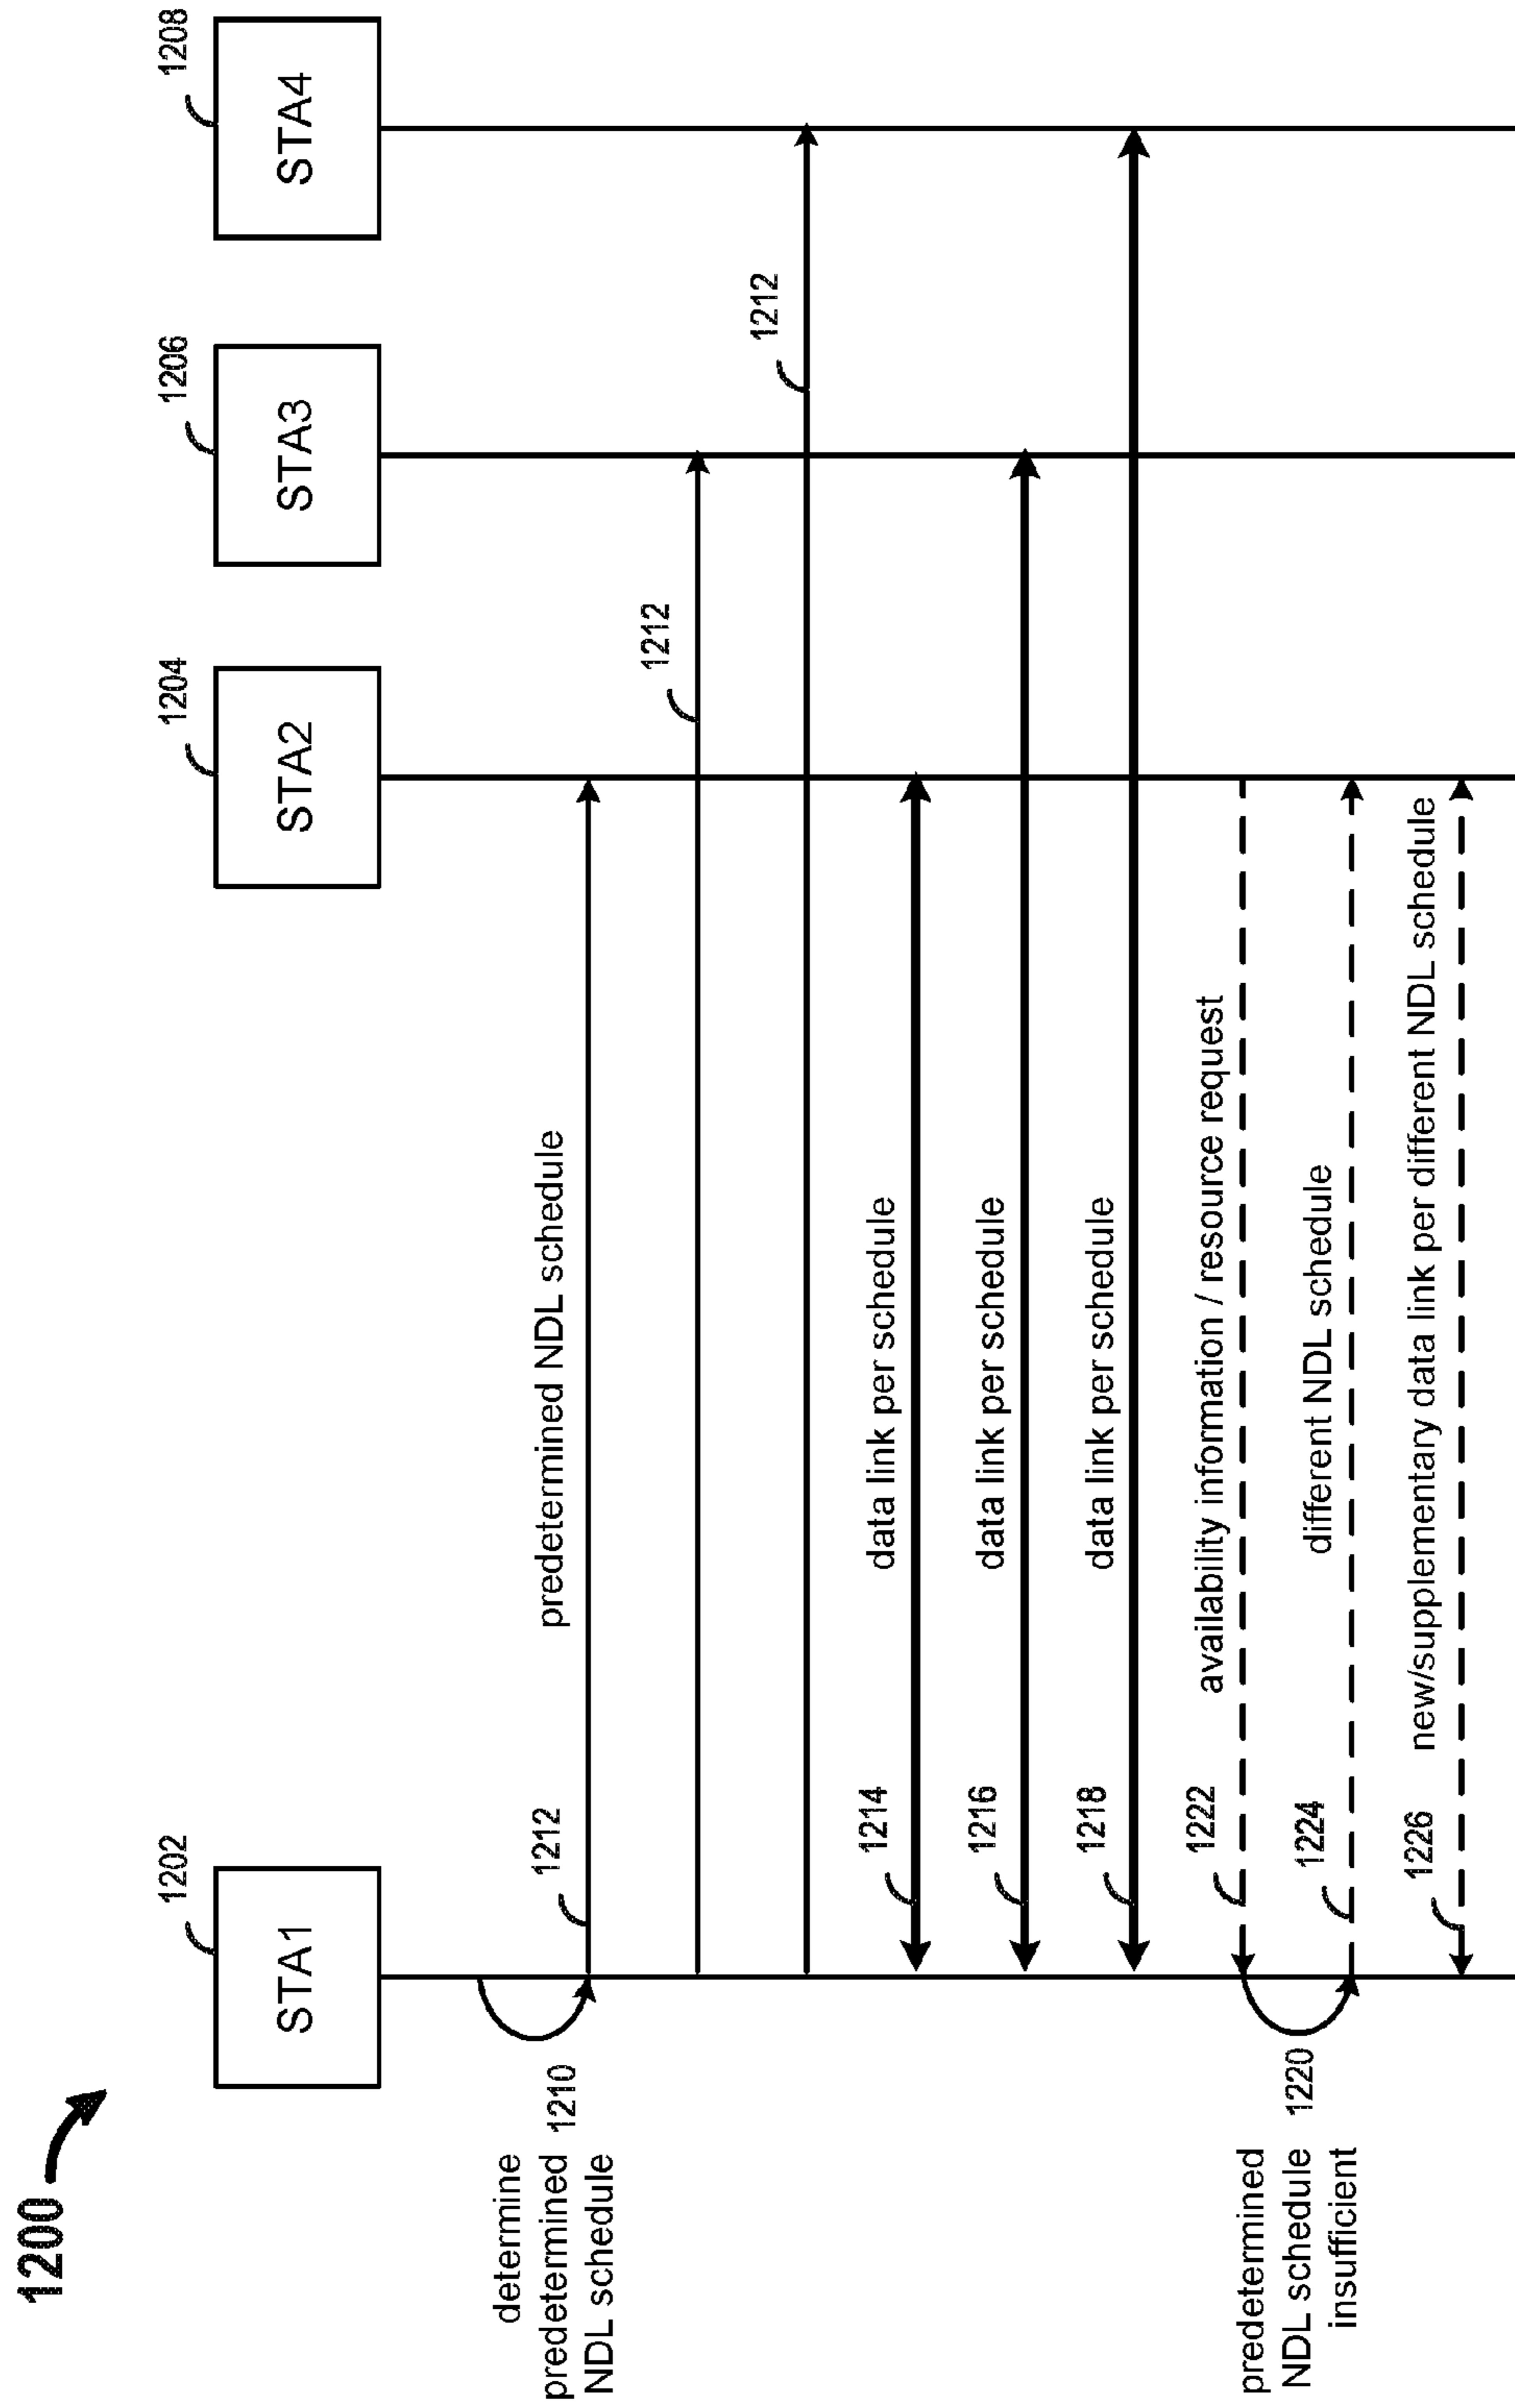 1200
1202
1204
1206
1208
STA1
STA2
STA3
STA4
determine
predetermined
NDL schedule
1210
1212
predetermined NDL schedule
1212
1212
1214
data link per schedule
1216
data link per schedule
1218
data link per schedule
1222
availability information / resource request
predetermined
NDL schedule
insufficient
1220
1224
different NDL schedule
1226
new/supplementary data link per different NDL schedule